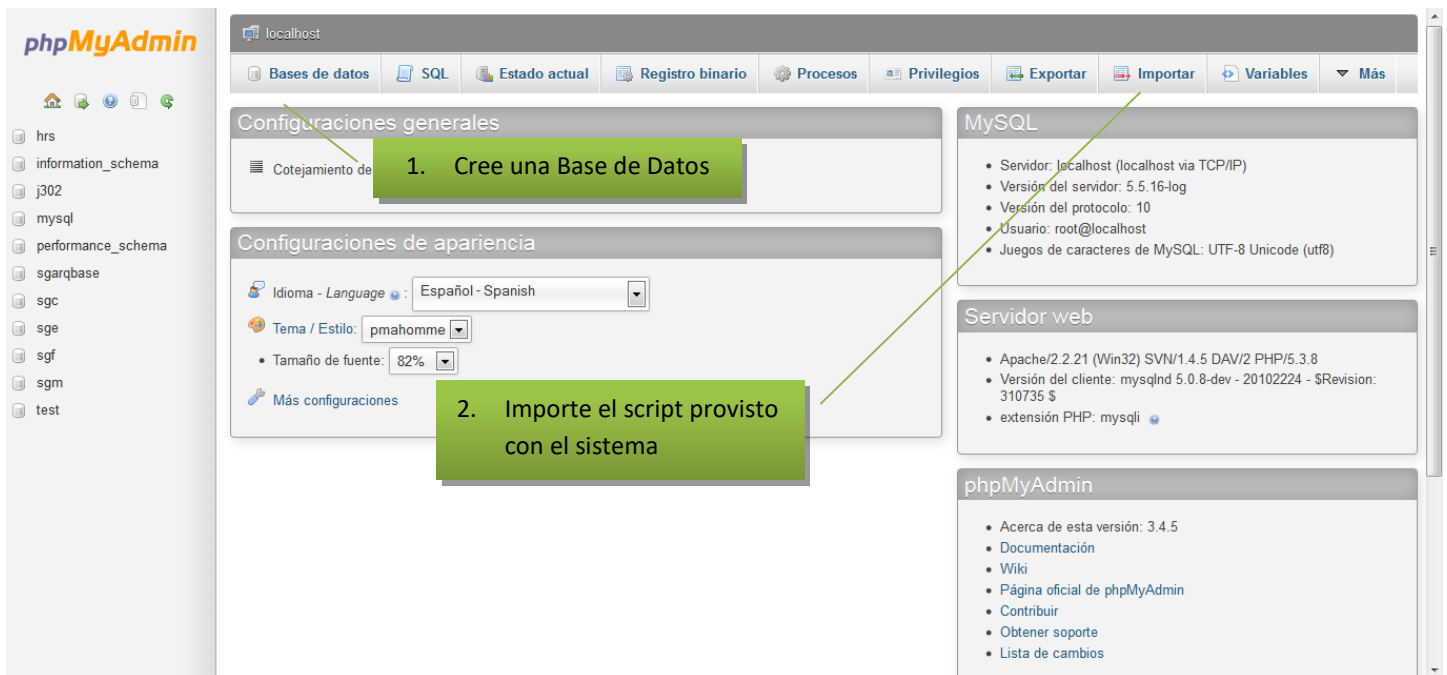 phpMyAdmin
hrs
information_schema
j302
mysql
performance_schema
sgarqbase
sgc
sge
sgf
sgm
test
localhost
Bases de datos SQL Estado actual Registro binario Procesos Privilegios Exportar Importar Variables Más
Configuraciones generales
Cotejamiento de
1. Cree una Base de Datos
Configuraciones de apariencia
Idioma - Language : Español - Spanish
Tema / Estilo: pmahomme
• Tamaño de fuente: 82%
Más configuraciones
2. Importe el script provisto
con el sistema
MySQL
• Servidor: localhost (localhost via TCP/IP)
• Versión del servidor: 5.5.16-log
• Versión del protocolo: 10
• Usuario: root@localhost
• Juegos de caracteres de MySQL: UTF-8 Unicode (utf8)
Servidor web
• Apache/2.2.21 (Win32) SVN/1.4.5 DAV/2 PHP/5.3.8
• Versión del cliente: mysqlnd 5.0.8-dev - 20102224 - $Revision:
310735 $
• extensión PHP: mysqli
phpMyAdmin
• Acerca de esta versión: 3.4.5
• Documentación
• Wiki
• Página oficial de phpMyAdmin
• Contribuir
• Obtener soporte
• Lista de cambios